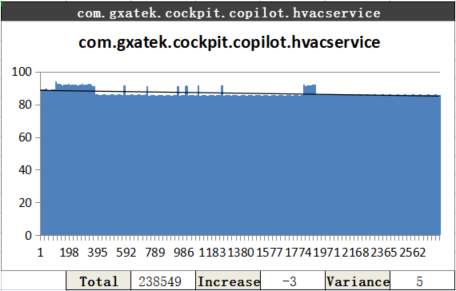 com.gxatek.cockpit.copilot.hvacservice
com.gxatek.cockpit.copilot.hvacservice
100
80
60
40
20
0
1 198 395 592 789 986 1183 1380 1577 1774 1971 2168 2365 2562
Total 238549 Increase -3 Variance 5